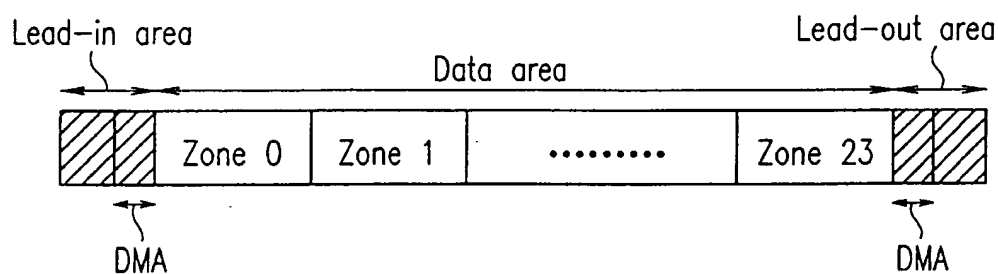 Lead-in area
Lead-out area
Data area
Zone 0 Zone 1 ......... Zone 23
DMA DMA